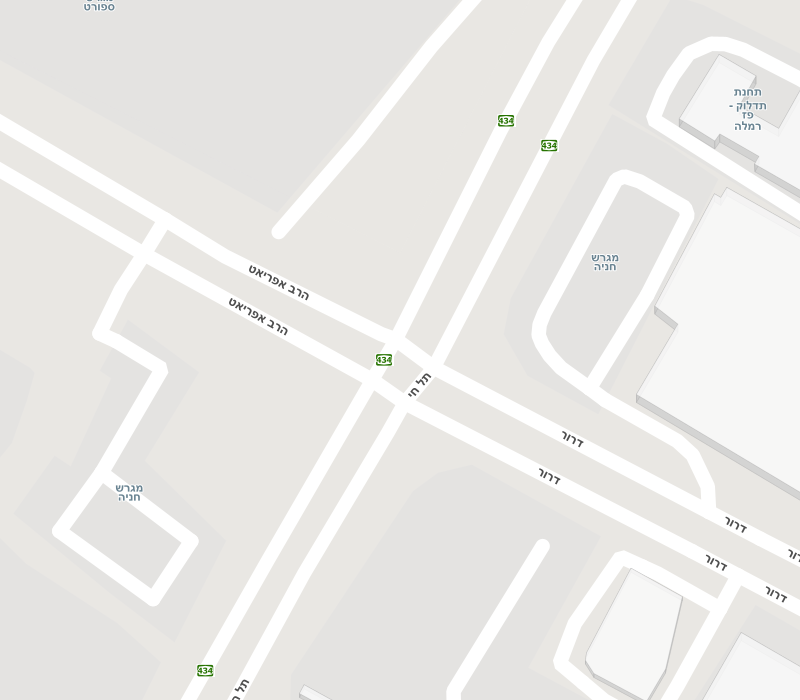 ספורט
תחנת
תדלוק -
פז
רמלה
434
434
מגרש
חניה
הרב אפריאט
הרב אפריאט
434
תל חי
דרור
דרור
מגרש
חניה
דרור
דרור
דרור
434